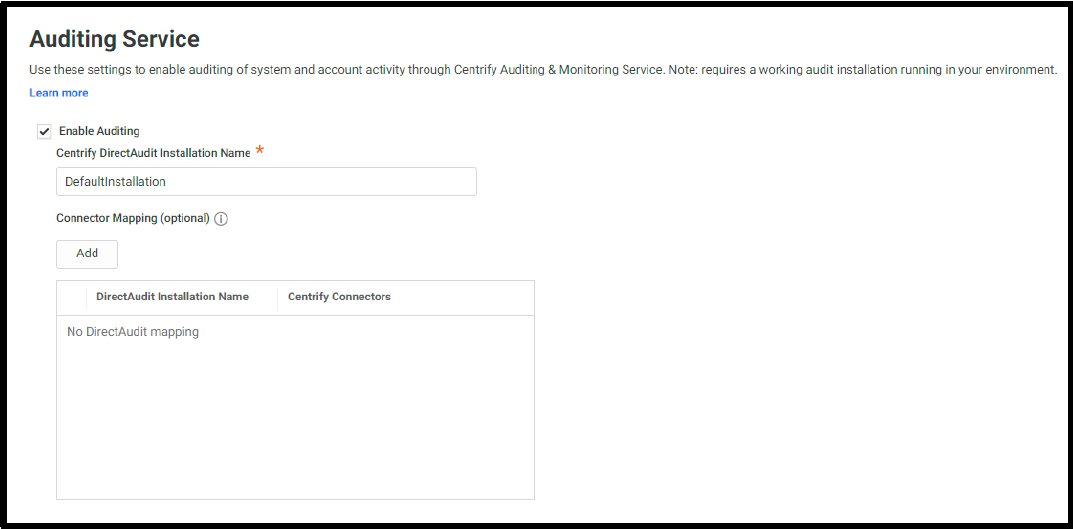 Auditing Service
Use these settings to enable auditing of system and account activity through Centrify Auditing & Monitoring Service. Note: requires a working audit installation running in your environment.
Learn more
Enable Auditing
Centrify DirectAudit Installation Name *
DefaultInstallation
Connector Mapping (optional)
Add
DirectAudit Installation Name Centrify Connectors
No DirectAudit mapping